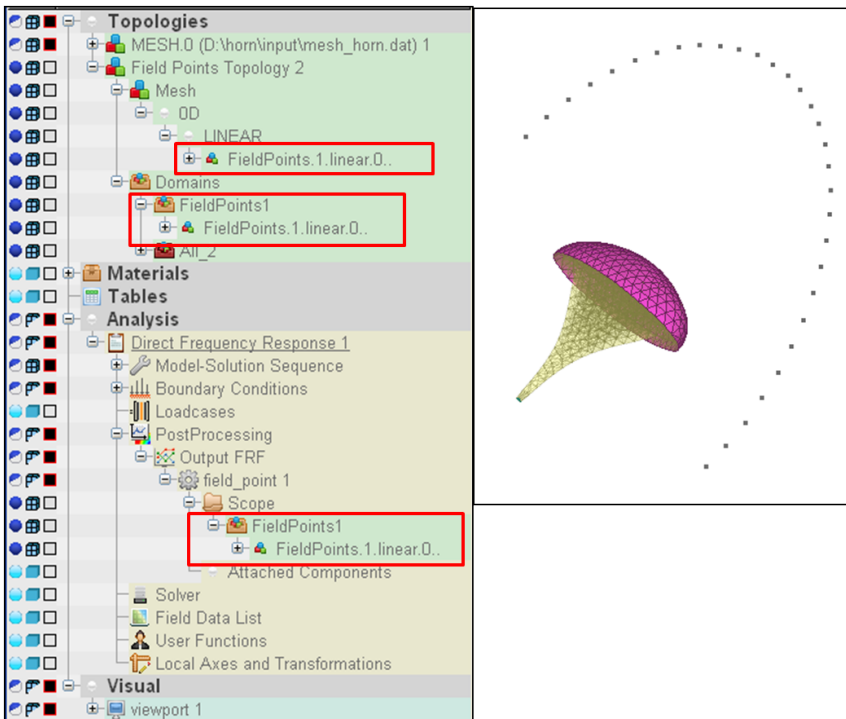 Topologies
MESH.0 (D:\horn\input\mesh_horn.dat) 1
Field Points Topology 2
Mesh
0D
LINEAR
FieldPoints.1.linear.0..
Domains
FieldPoints1
FieldPoints.1.linear.0..
All_2
Materials
Tables
Analysis
Direct Frequency Response 1
Model-Solution Sequence
Boundary Conditions
Loadcases
PostProcessing
Output FRF
field_point 1
Scope
FieldPoints1
FieldPoints.1.linear.0..
Attached Components
Solver
Field Data List
User Functions
Local Axes and Transformations
Visual
viewport 1